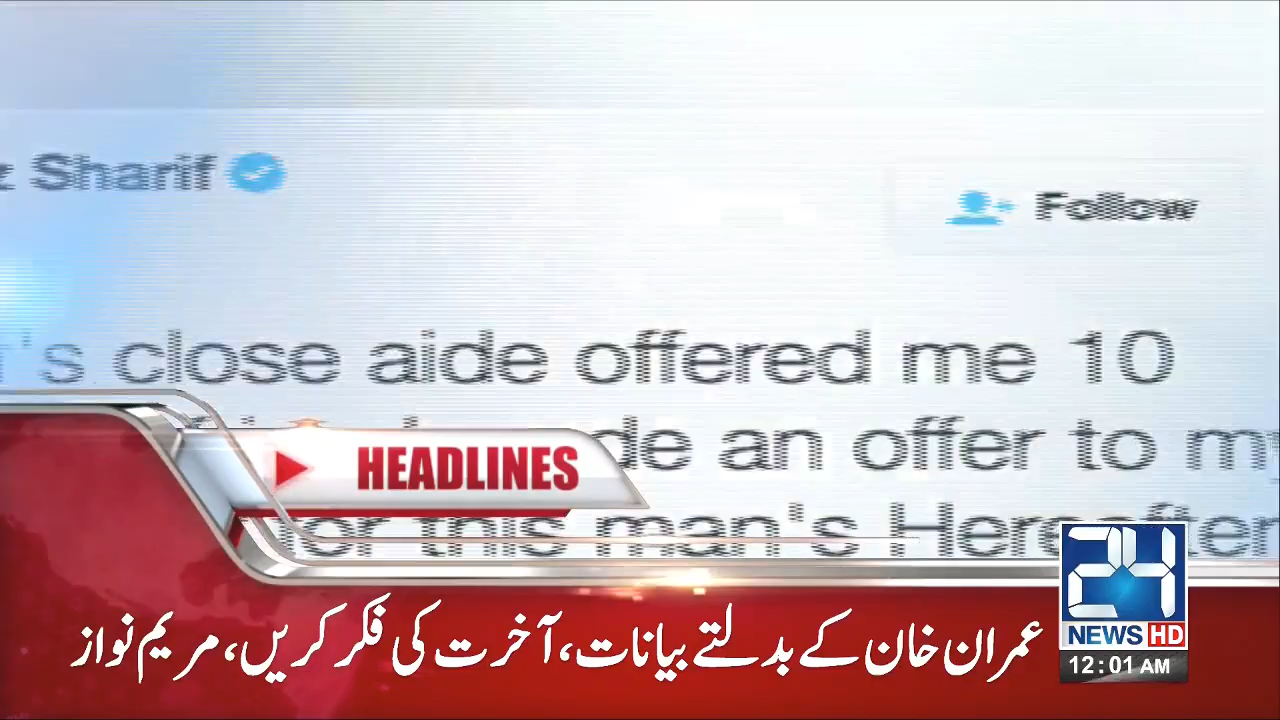 z Sharif
Follow
's close aide offered me 10
de an offer to my
for this man's Hereafter
HEADLINES
24
NEWS HD
12:01 AM
عمران خان کے بدلتے بیانات، آخرت کی فکر کریں، مریم نواز